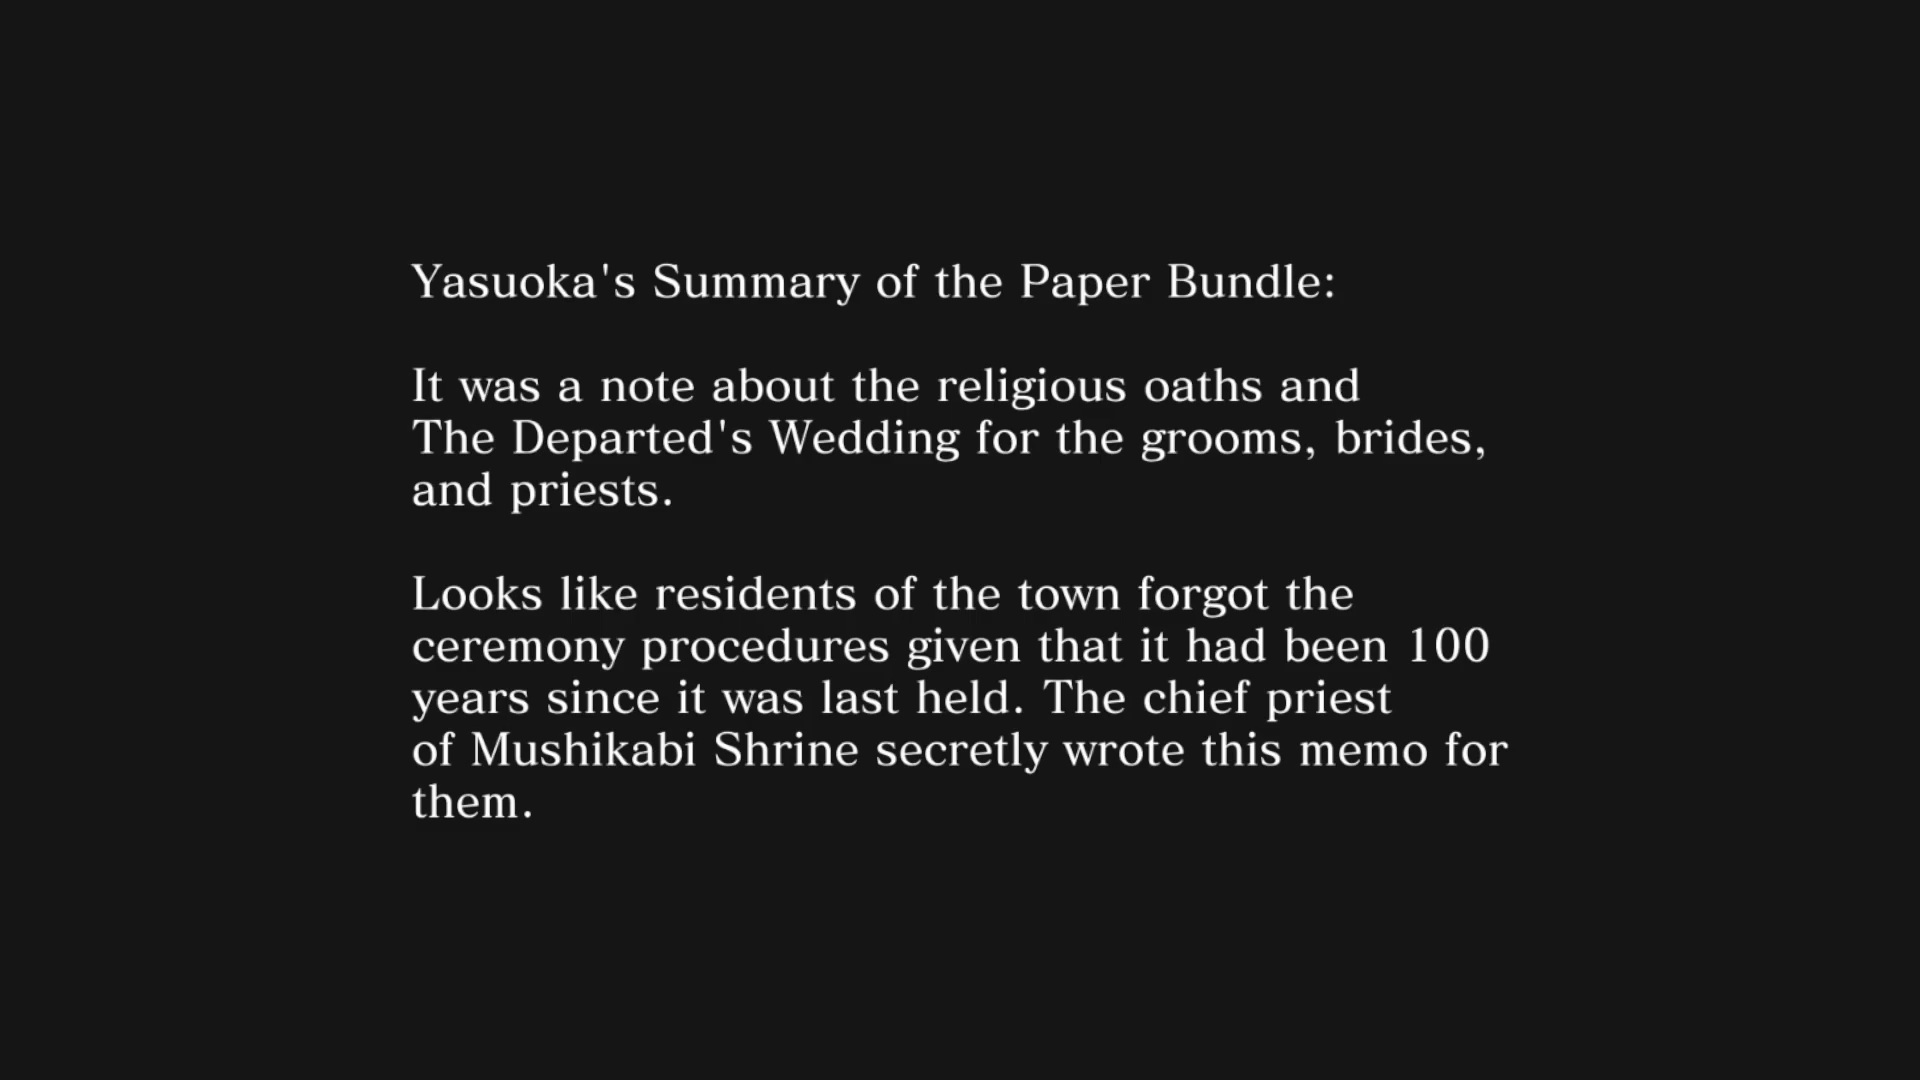 Yasuoka's Summary of the Paper Bundle:
It was a note about the religious oaths and
The Departed's Wedding for the grooms, brides,
and priests.
Looks like residents of the town forgot the
ceremony procedures given that it had been 100
years since it was last held. The chief priest
of Mushikabi Shrine secretly wrote this memo for
them.